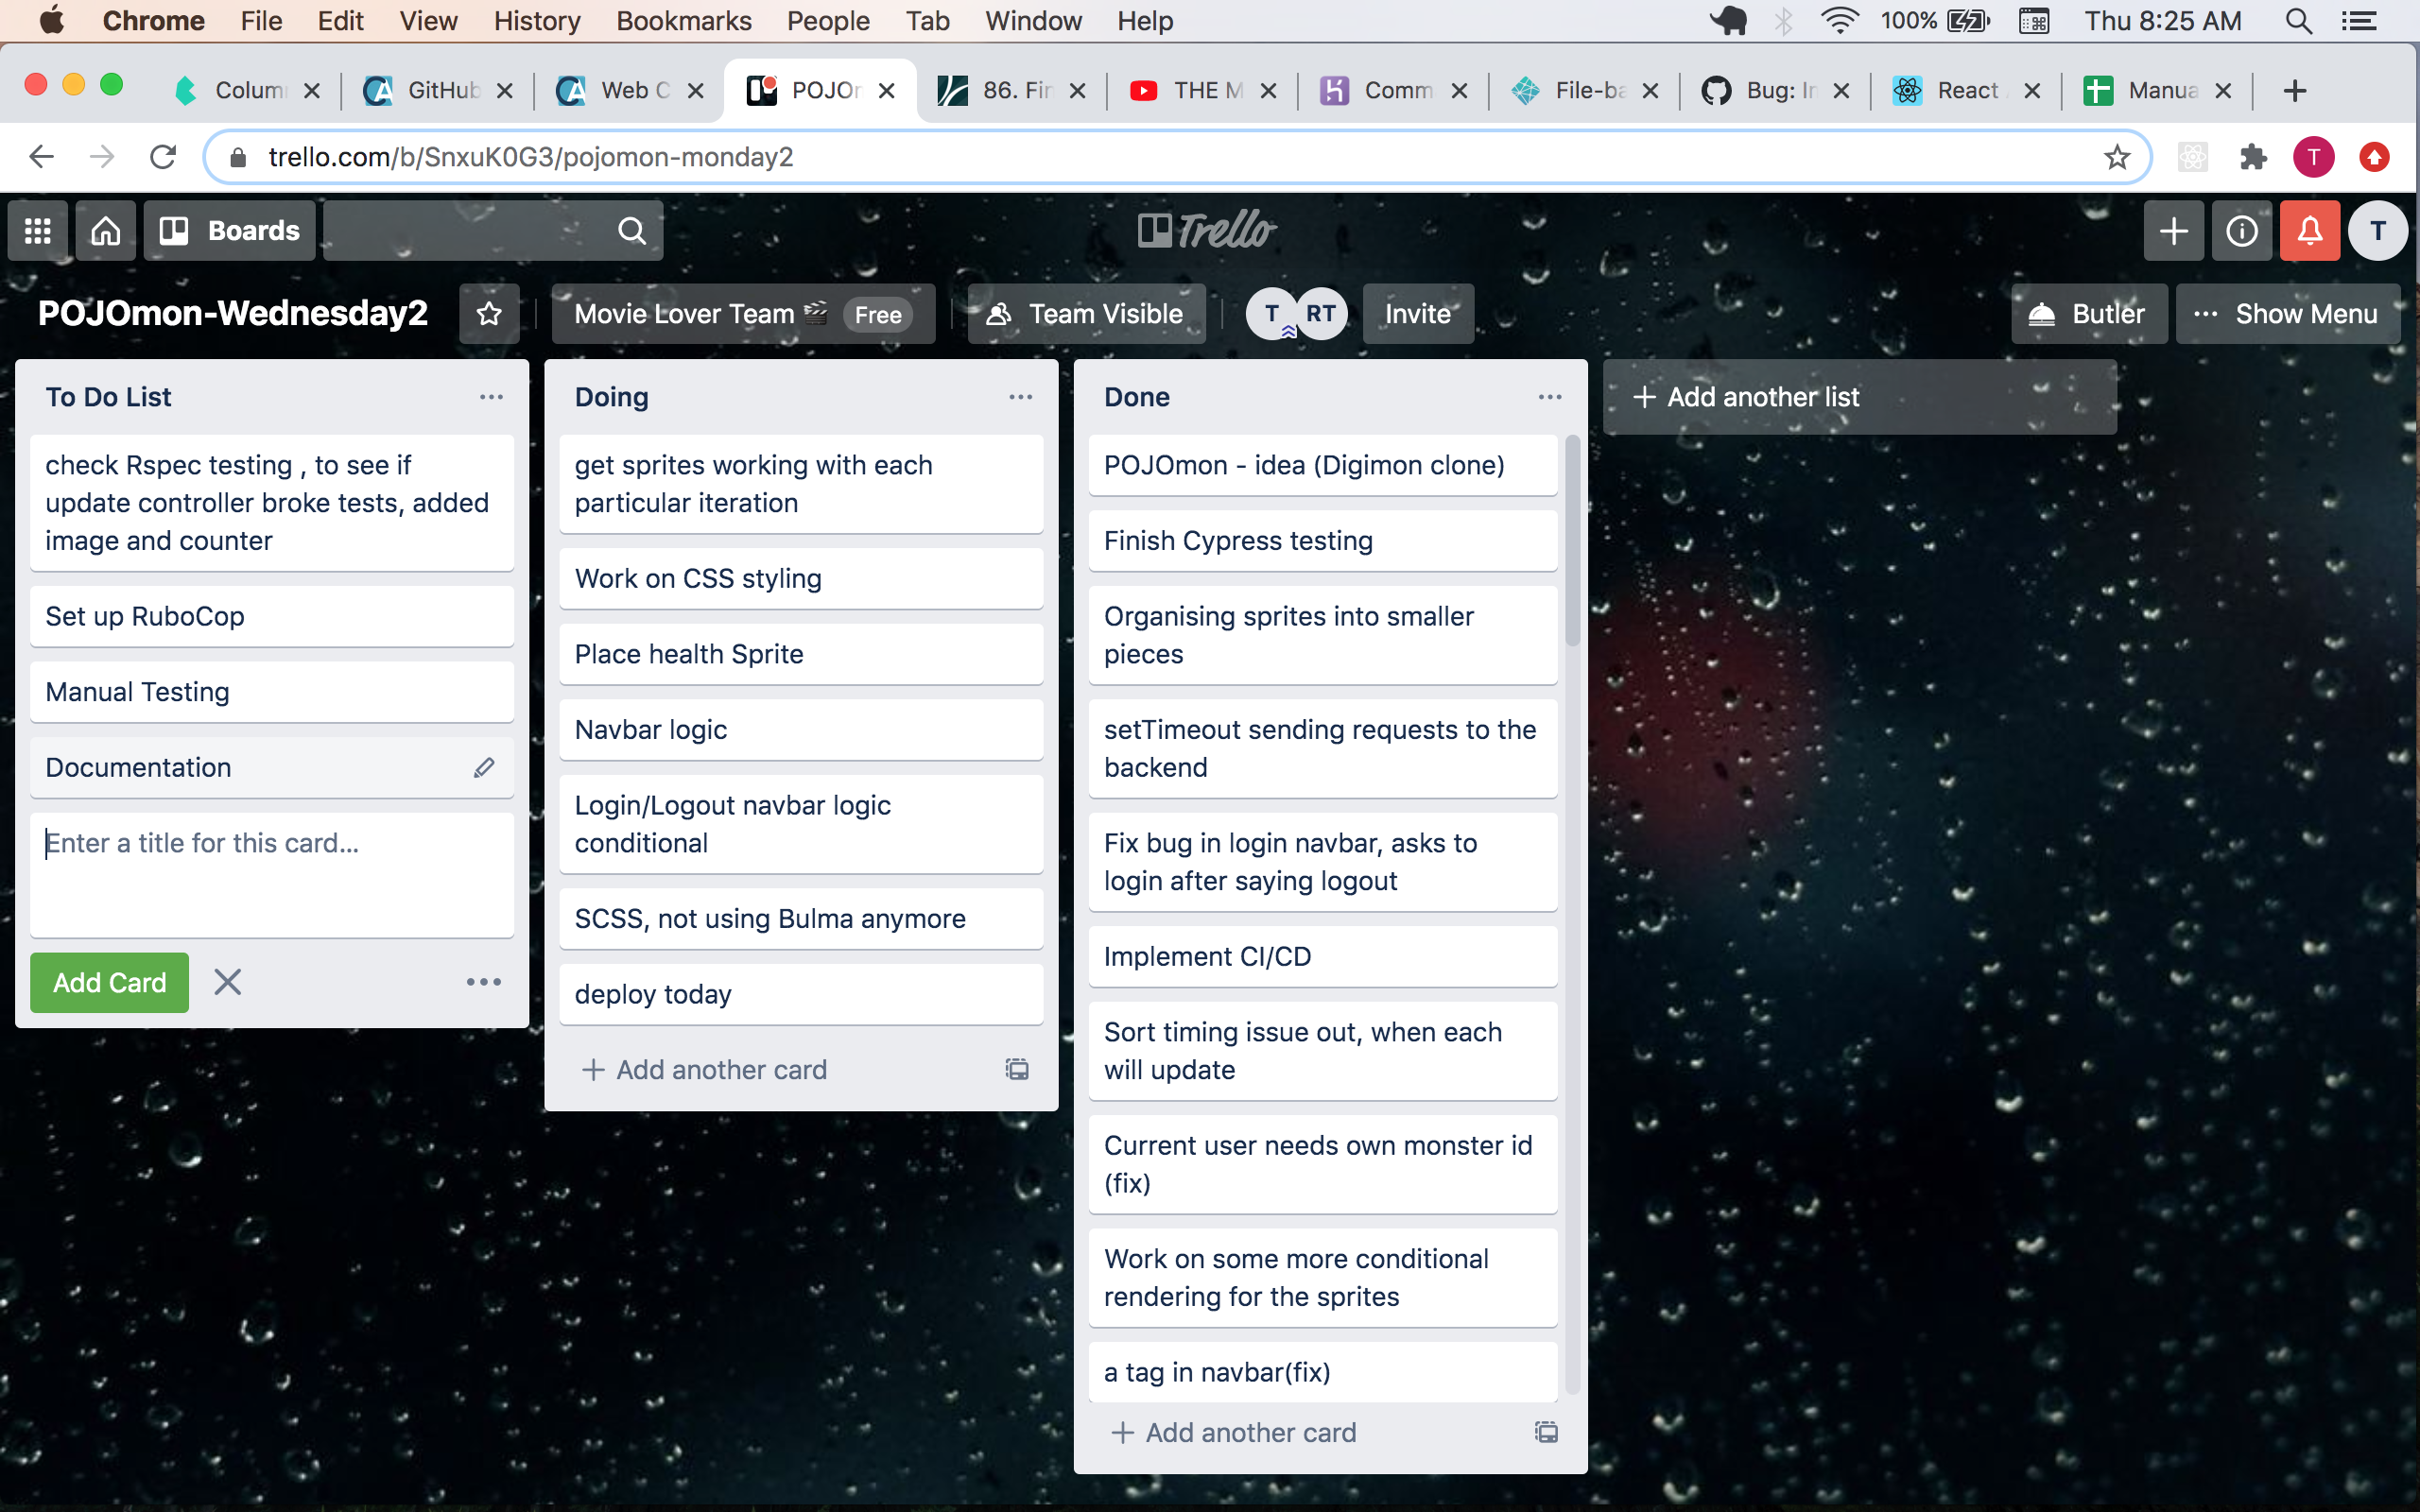 Chrome File Edit View History Bookmarks People Tab Window Help 100% Thu 8:25 AM
Colum GitHub Web C POJOr 86. Fir THE M Comm File-ba Bug: Ir React Manua
trello.com/b/SnxuK0G3/pojomon-monday2 T
Boards Trello T
POJOmon-Wednesday2 Movie Lover Team Free Team Visible T RT Invite Butler ... Show Menu
To Do List
check Rspec testing , to see if
update controller broke tests, added
image and counter
Set up RuboCop
Manual Testing
Documentation
Enter a title for this card...
Add Card
Doing
get sprites working with each
particular iteration
Work on CSS styling
Place health Sprite
Navbar logic
Login/Logout navbar logic
conditional
SCSS, not using Bulma anymore
deploy today
+ Add another card
Done
POJOmon - idea (Digimon clone)
Finish Cypress testing
Organising sprites into smaller
pieces
setTimeout sending requests to the
backend
Fix bug in login navbar, asks to
login after saying logout
Implement CI/CD
Sort timing issue out, when each
will update
Current user needs own monster id
(fix)
Work on some more conditional
rendering for the sprites
a tag in navbar(fix)
+ Add another card
+ Add another list